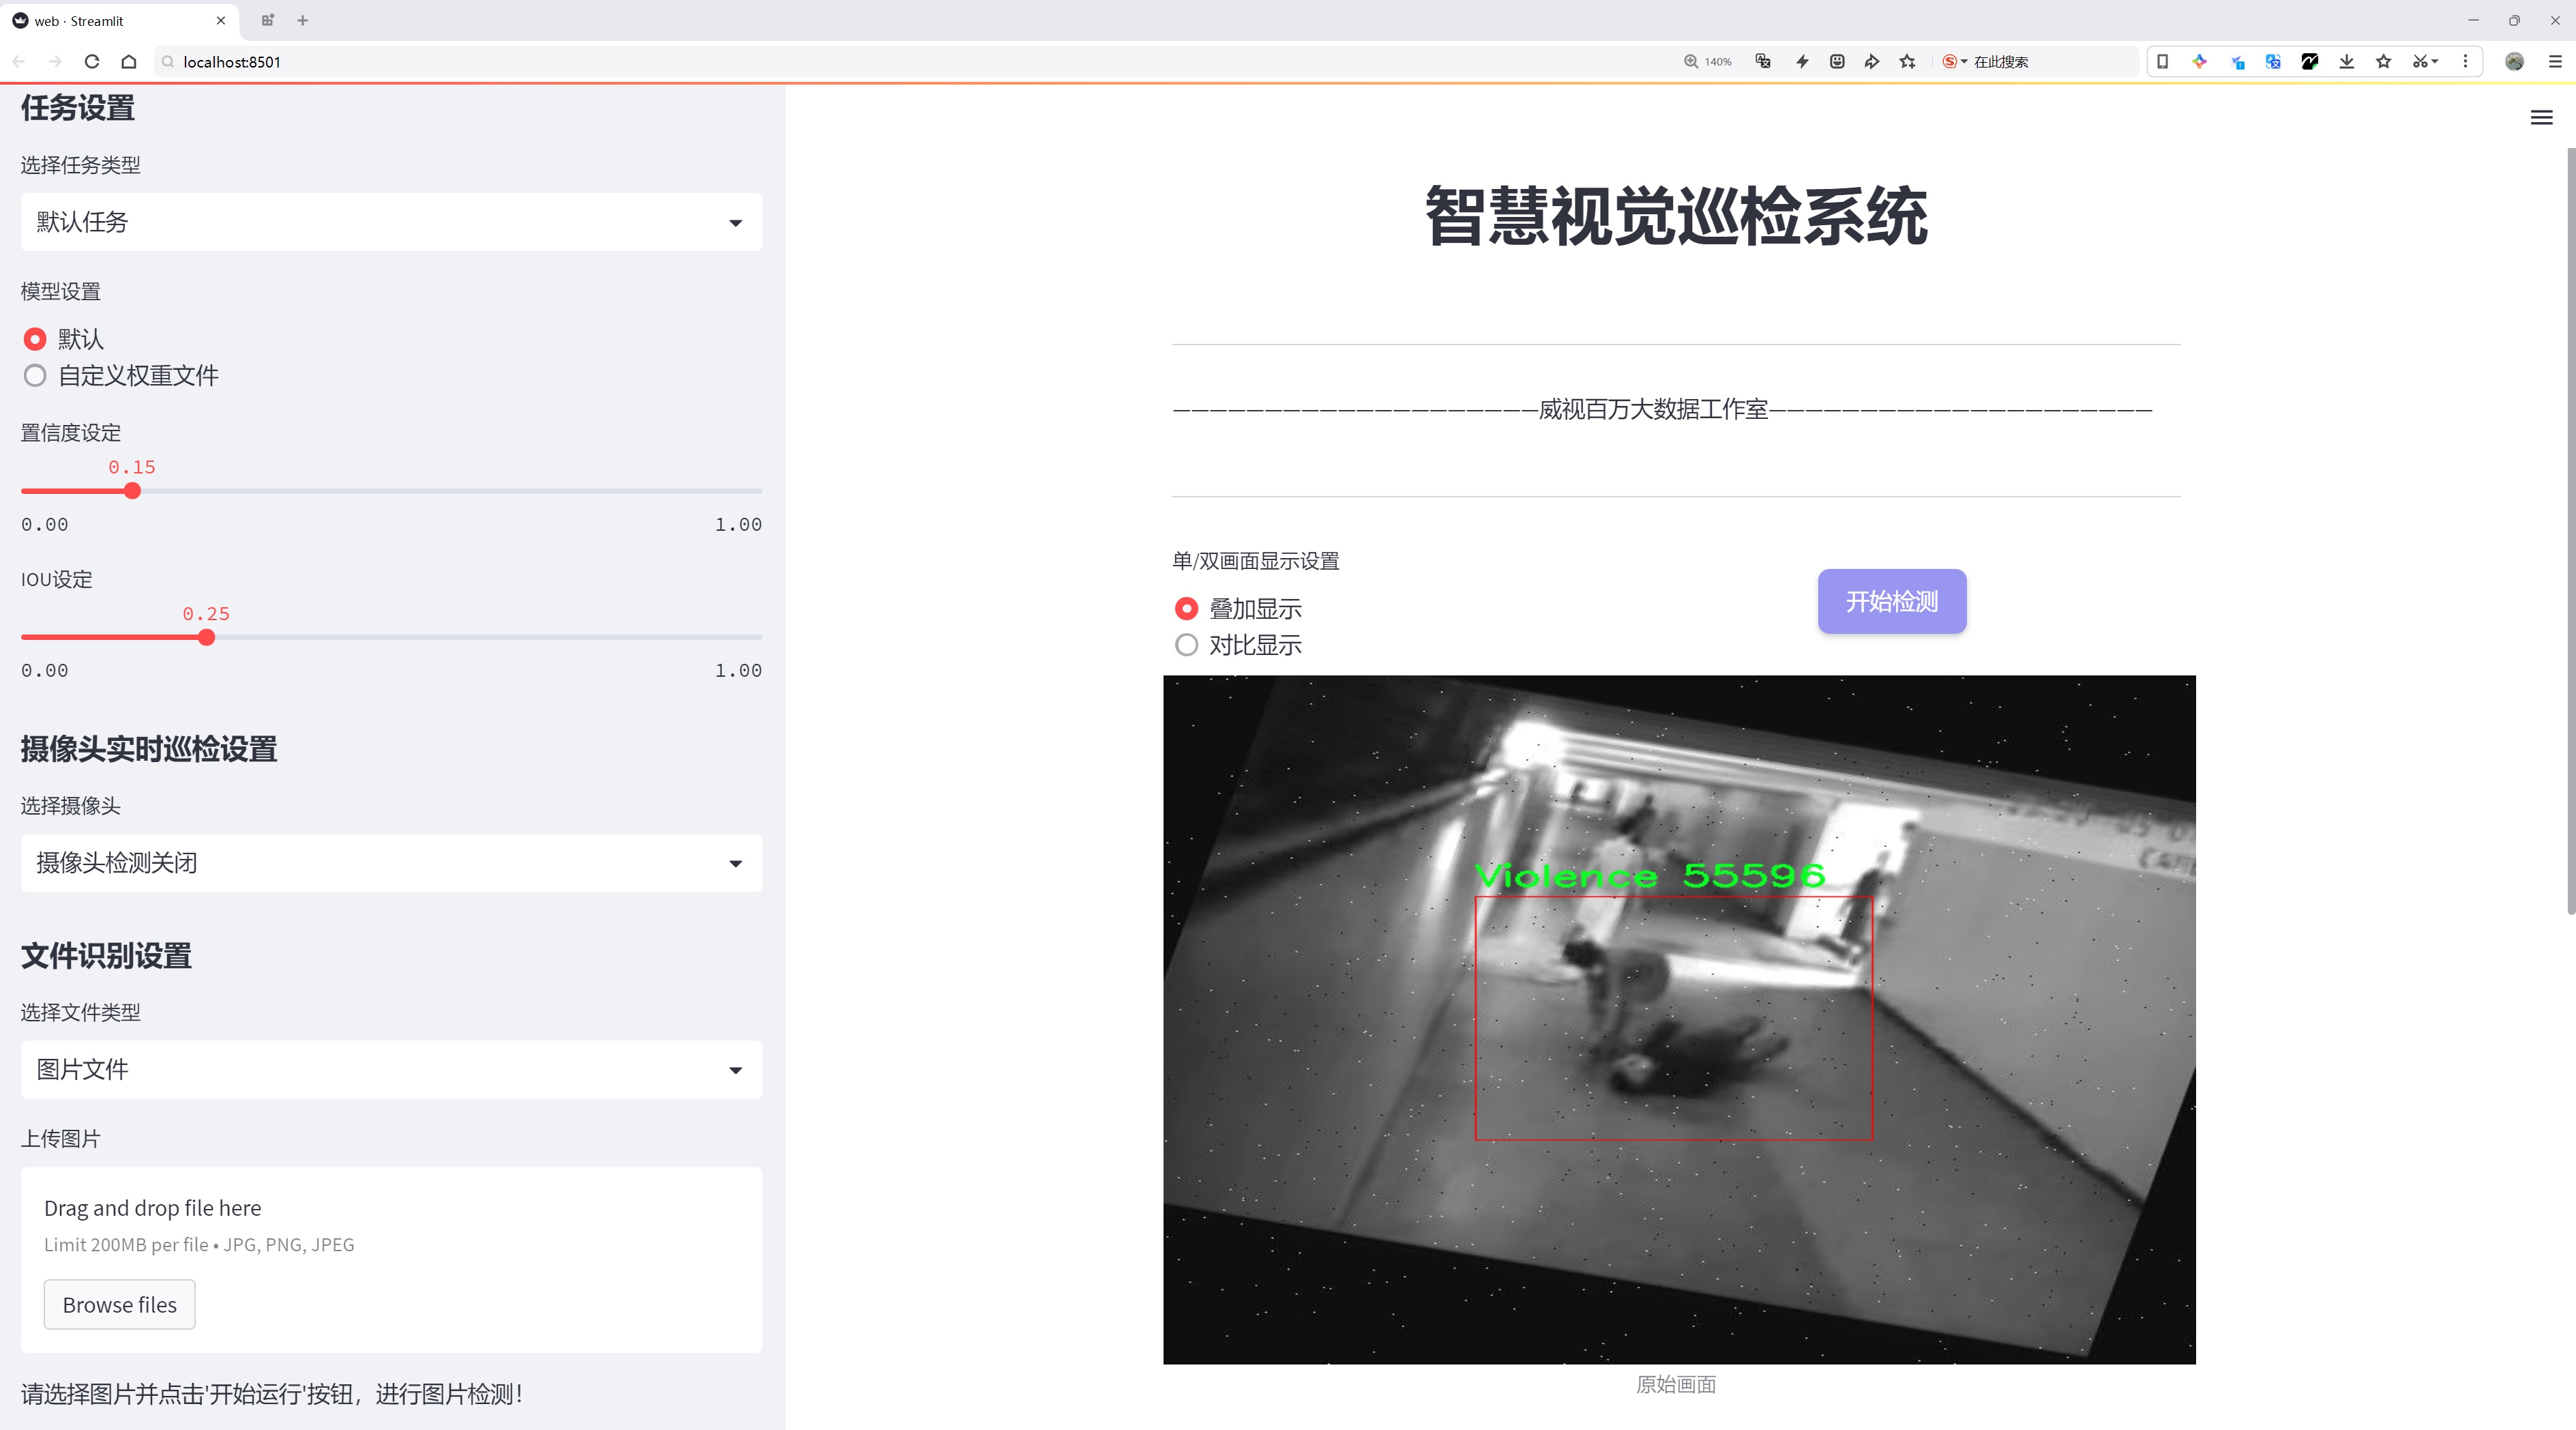 web · Streamlit
localhost:8501
140%
在此搜索
任务设置
选择任务类型
默认任务
模型设置
默认
自定义权重文件
置信度设定
0.15
0.00
1.00
IOU设定
0.25
0.00
1.00
摄像头实时巡检设置
选择摄像头
摄像头检测关闭
文件识别设置
选择文件类型
图片文件
上传图片
Drag and drop file here
Limit 200MB per file • JPG, PNG, JPEG
Browse files
请选择图片并点击'开始运行'按钮，进行图片检测！
智慧视觉巡检系统
————————————————————威视百万大数据工作室—————————————————————
单/双画面显示设置
叠加显示
对比显示
开始检测
Violence 55596
原始画面